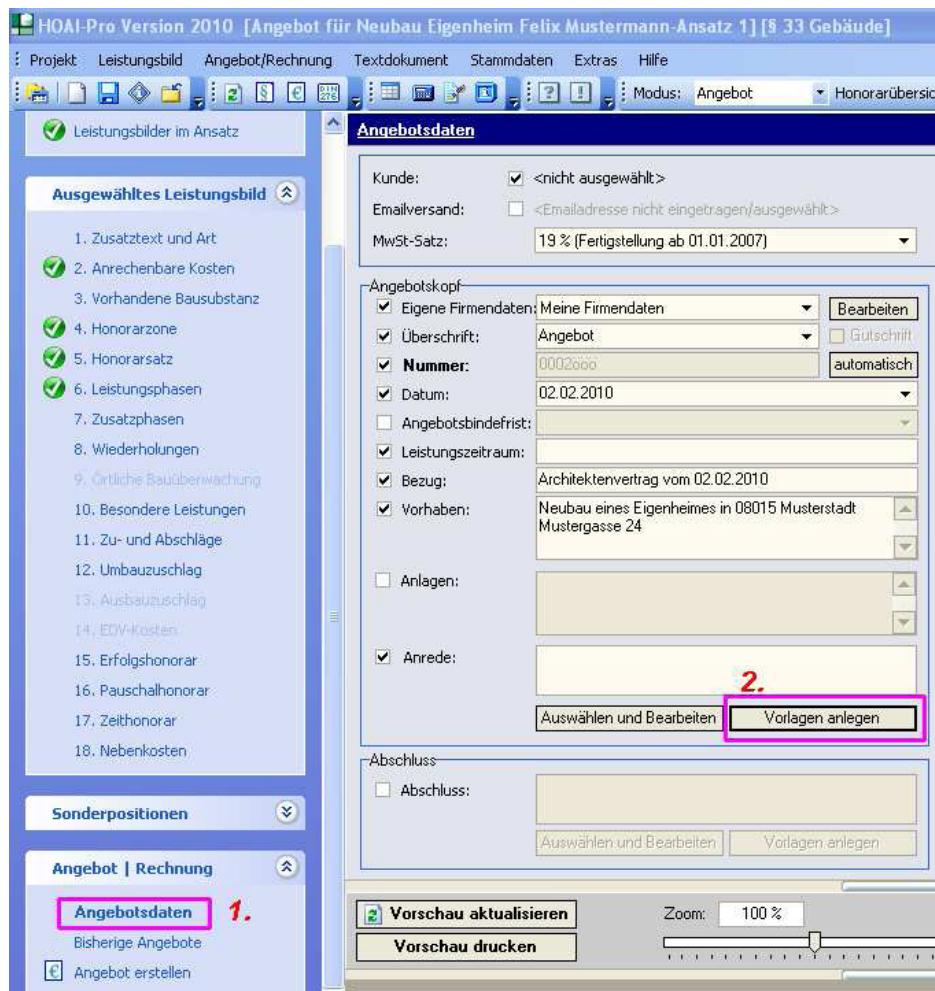 HOAI-Pro Version 2010 [Angebot für Neubau Eigenheim Felix Mustermann-Ansatz 1] [§ 33 Gebäude]
Projekt Leistungsbild Angebot/Rechnung Textdokument Stammdaten Extras Hilfe
Modus: Angebot Honorarübersic
Leistungsbilder im Ansatz
Ausgewähltes Leistungsbild
1. Zusatztext und Art
2. Anrechenbare Kosten
3. Vorhandene Bausubstanz
4. Honorarzone
5. Honorarsatz
6. Leistungsphasen
7. Zusatzphasen
8. Wiederholungen
9. Örtliche Bauüberwachung
10. Besondere Leistungen
11. Zu- und Abschläge
12. Umbauzuschlag
13. Ausbauzuschlag
14. EDV-Kosten
15. Erfolgshonorar
16. Pauschalhonorar
17. Zeithonorar
18. Nebenkosten
Sonderpositionen
Angebot | Rechnung
Angebotsdaten 1.
Bisherige Angebote
Angebot erstellen
Angebotsdaten
Kunde: <nicht ausgewählt>
Emailversand: <Emailadresse nicht eingetragen/ausgewählt>
MwSt-Satz: 19 % (Fertigstellung ab 01.01.2007)
Angebotskopf
Eigene Firmendaten: Meine Firmendaten Bearbeiten
Überschrift: Angebot Gutschrift
Nummer: 0002ööö automatisch
Datum: 02.02.2010
Angebotsbindefrist:
Leistungszeitraum:
Bezug: Architektenvertrag vom 02.02.2010
Vorhaben: Neubau eines Eigenheimes in 08015 Musterstadt
Mustergasse 24
Anlagen:
Anrede:
2.
Auswählen und Bearbeiten Vorlagen anlegen
Abschluss
Abschluss:
Auswählen und Bearbeiten Vorlagen anlegen
Vorschau aktualisieren Zoom: 100 %
Vorschau drucken